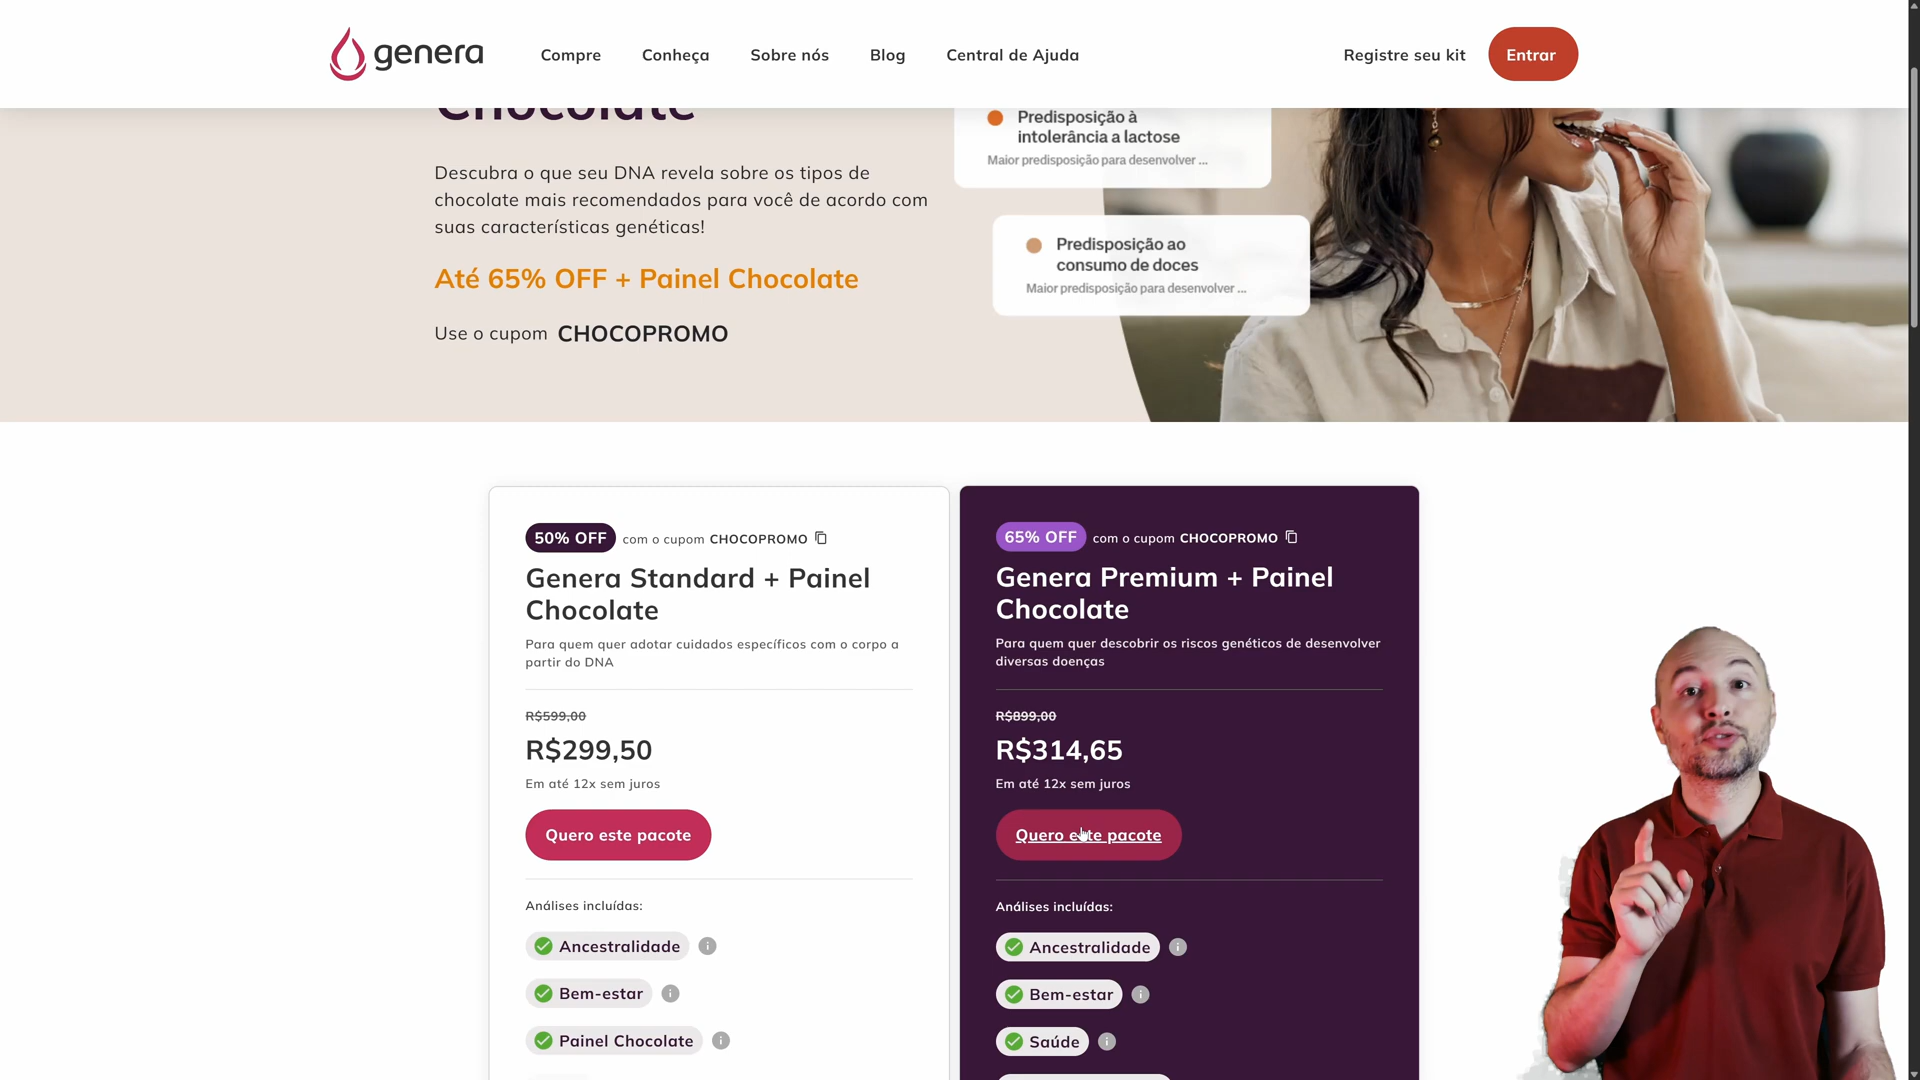 genera
Compre
Conheça
Sobre nós
Blog
Central de Ajuda
Registre seu kit
Entrar
Chocolate
Descubra o que seu DNA revela sobre os tipos de
chocolate mais recomendados para você de acordo com
suas características genéticas!
Até 65% OFF + Painel Chocolate
Use o cupom CHOCOPROMO
Predisposição à
intolerância a lactose
Maior predisposição para desenvolver ...
Predisposição ao
consumo de doces
Maior predisposição para desenvolver ...
50% OFF com o cupom CHOCOPROMO
Genera Standard + Painel
Chocolate
Para quem quer adotar cuidados específicos com o corpo a
partir do DNA
R$599,00
R$299,50
Em até 12x sem juros
Quero este pacote
Análises incluídas:
Ancestralidade
Bem-estar
Painel Chocolate
65% OFF com o cupom CHOCOPROMO
Genera Premium + Painel
Chocolate
Para quem quer descobrir os riscos genéticos de desenvolver
diversas doenças
R$899,00
R$314,65
Em até 12x sem juros
Quero este pacote
Análises incluídas:
Ancestralidade
Bem-estar
Saúde